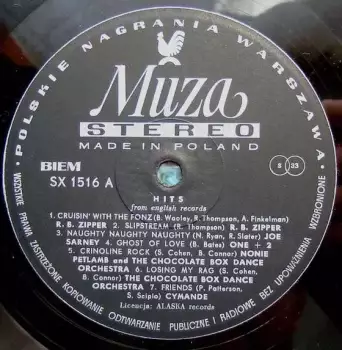 POLSKIE NAGRANIA WARSZAWA
Muza
STEREO
MADE IN POLAND
BIEM
SX 1516 A
S 33
HITS
from english records
1. CRUISIN' WITH THE FONZ (B. Wooley, R. Thompson, A. Finkelman)
R. B. ZIPPER 2. SLIPSTREAM (R. Thompson) R. B. ZIPPER
3. NAUGHTY NAUGHTY NAUGHTY (N. Ryan, R. Slater) JOE
SARNEY 4. GHOST OF LOVE (B. Bates) ONE + 2
5. CRINOLINE ROCK (S. Cohen, B. Connor) NONIE
PETLAMB and THE CHOCOLATE BOX DANCE
ORCHESTRA 6. LOSING MY RAG (S. Cohen,
B. Connor) THE CHOCOLATE BOX DANCE
ORCHESTRA 7. FRIENDS (P. Patterson,
S. Scipio) CYMANDE
Licencja: ALASKA records
WSZYSTKIE PRAWA ZASTRZEŻONE KOPIOWANIE ODTWARZANIE PUBLICZNE I RADIOWE BEZ UPOWAŻNIENIA WZBRONIONE